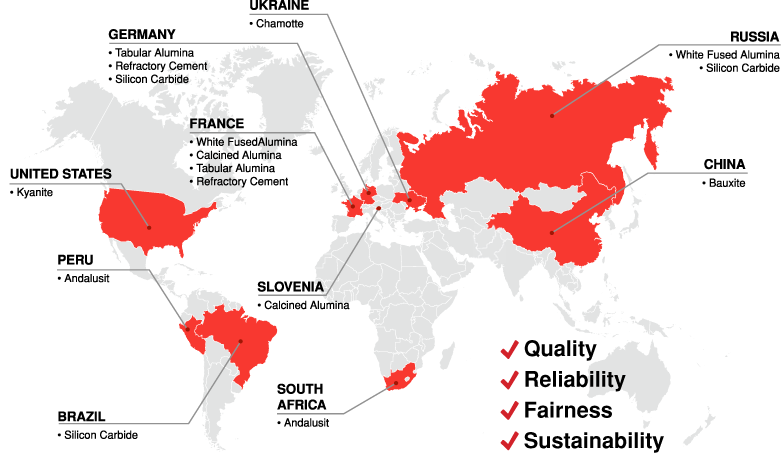 UKRAINE
• Chamotte
GERMANY
• Tabular Alumina
• Refractory Cement
• Silicon Carbide
RUSSIA
• White Fused Alumina
• Silicon Carbide
FRANCE
• White FusedAlumina
• Calcined Alumina
• Tabular Alumina
• Refractory Cement
UNITED STATES
• Kyanite
CHINA
• Bauxite
PERU
• Andalusit
SLOVENIA
• Calcined Alumina
BRAZIL
• Silicon Carbide
SOUTH
AFRICA
• Andalusit
Quality
Reliability
Fairness
Sustainability